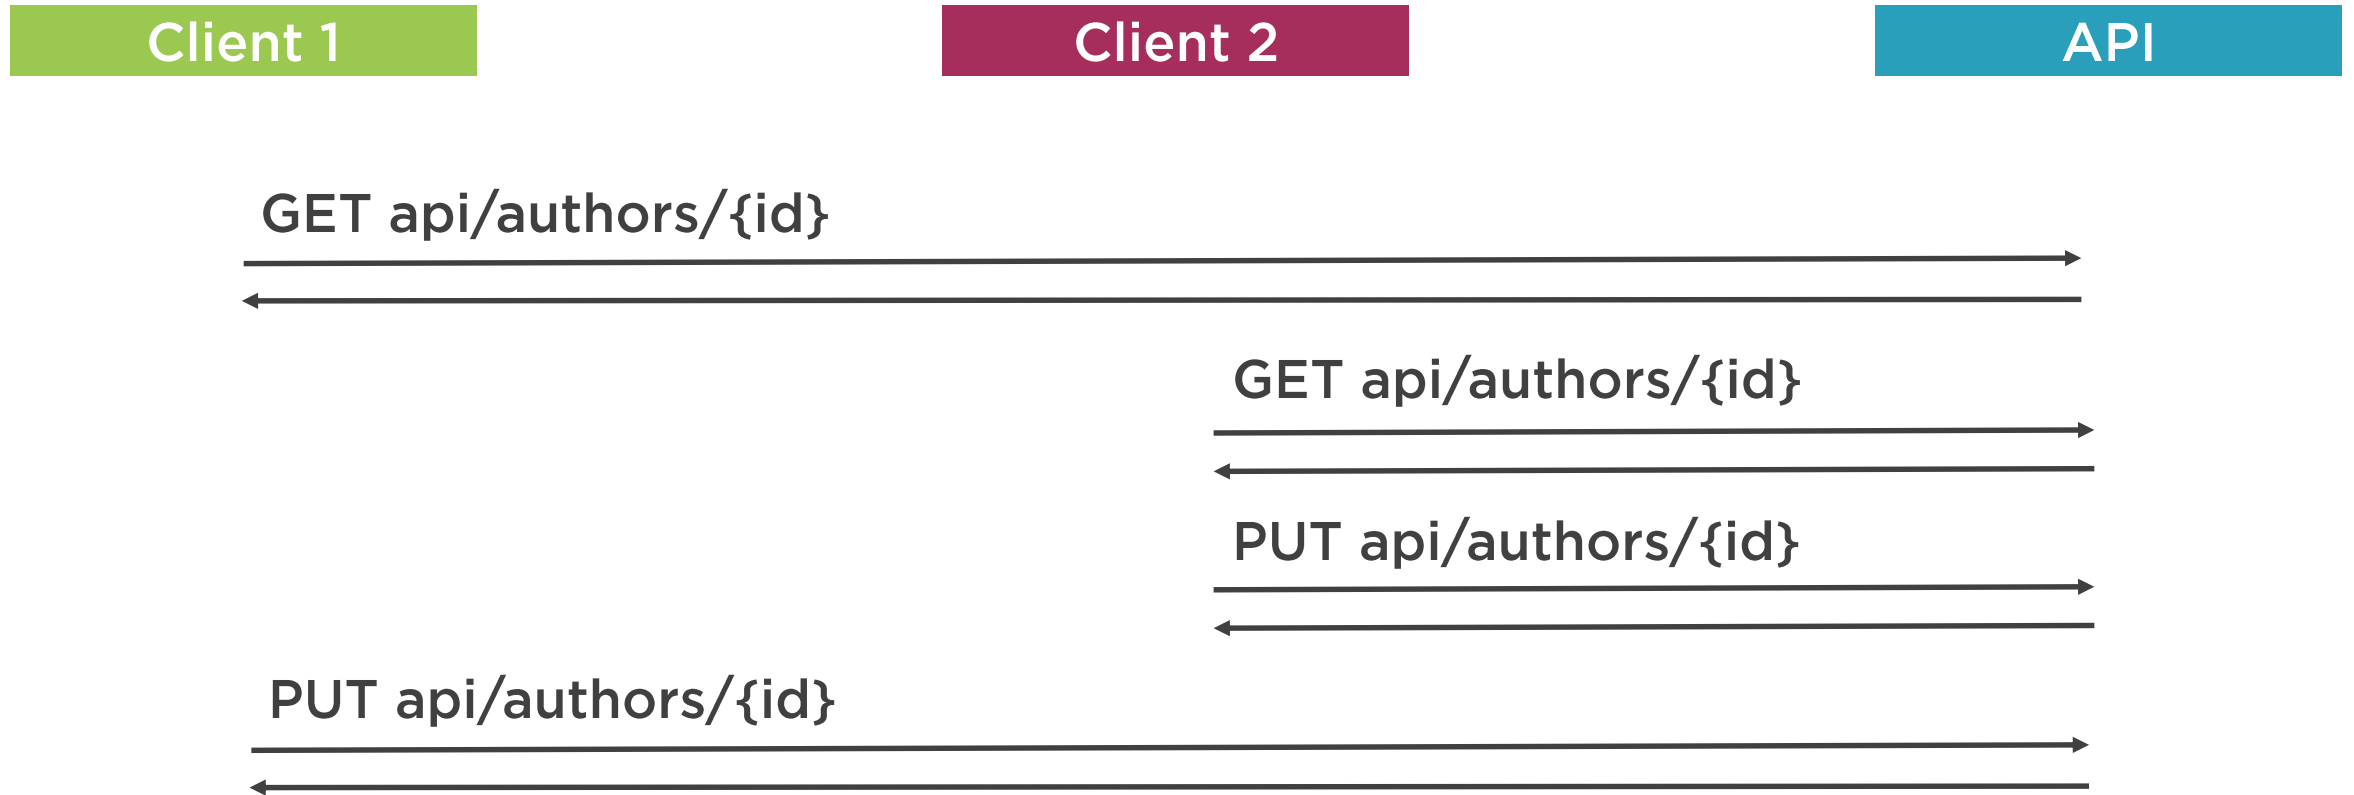 Client 1
Client 2
API
GET api/authors/{id}
GET api/authors/{id}
PUT api/authors/{id}
PUT api/authors/{id}